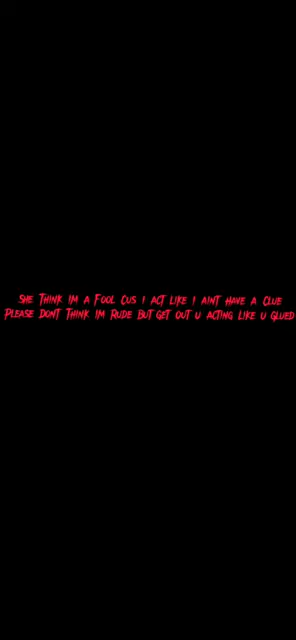 She Think Im A Fool Cus I Act Like I Aint Have A Clue
Please Dont Think Im Rude But Get Out U Acting Like U Glued